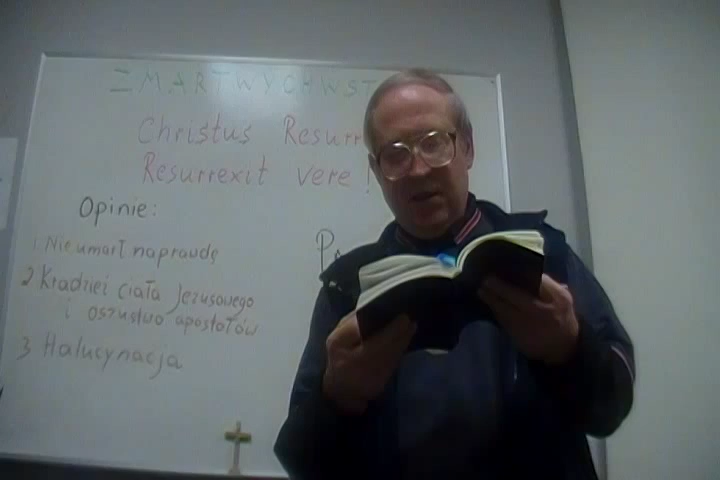 ZMARTWYCHWST
Christus Resurr
Resurrexit vere !
Opinie:
1. Nie umarł naprawdę
2 Kradzież ciała Jezusowego
i oszustwo apostołów
3 Halucynacja